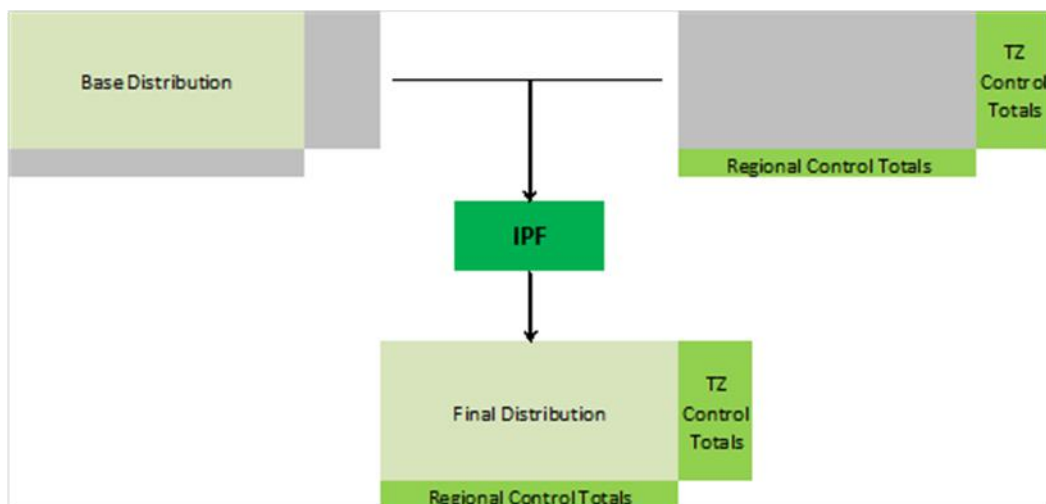 Base Distribution
TZ
Control
Totals
Regional Control Totals
IPF
Final Distribution
TZ
Control
Totals
Regional Control Totals